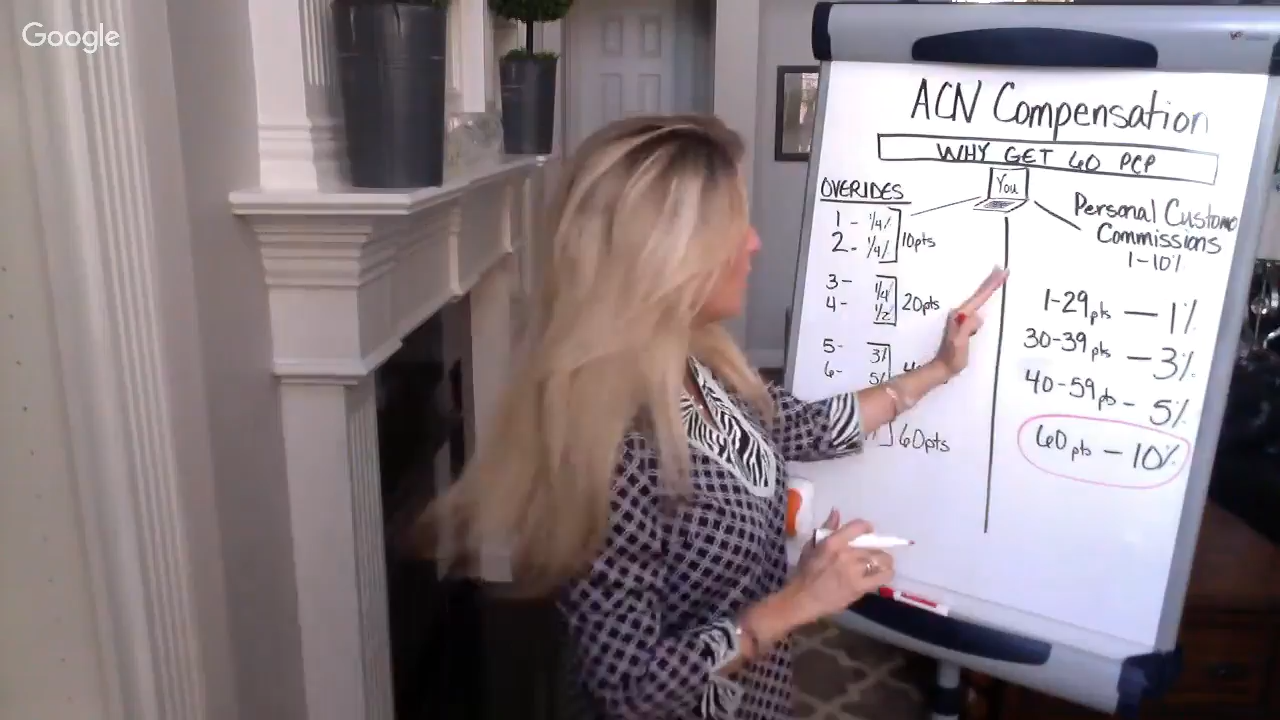 Google
ACN Compensation
WHY GET 60 PCP
You
OVERIDES
1 - 1/4%
2 - 1/4%
10pts
3 -
1/4
4 -
1/2
20pts
5 - 3%
6 - 5%
60pts
Personal Custome
Commissions
1-10%
1-29pts — 1%
30-39pts — 3%
40-59pts - 5%
60pts — 10%